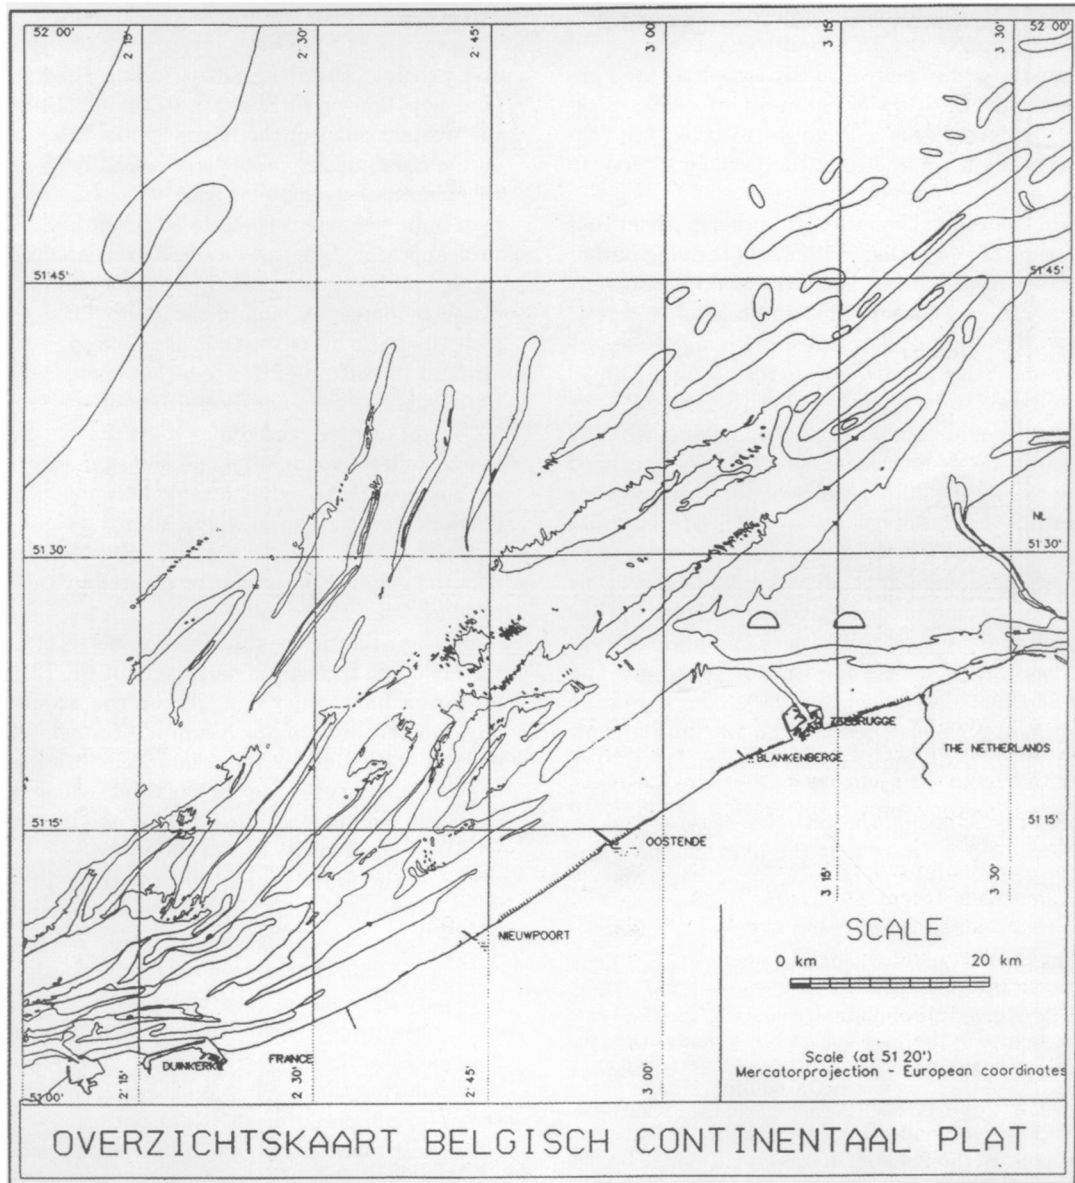 52 00'
2 15'
2 30'
2 45'
3 00'
3 15'
3 30'
52 00'
51 45'
51 45'
NL
51 30'
51 30'
ZEEBRUGGE
THE NETHERLANDS
BLANKENBERGE
51 15'
51 15'
OOSTENDE
3 15'
3 30'
SCALE
NIEUWPOORT
0 km 20 km
Scale (at 51 20')
Mercatorprojection - European coordinates
DUINKERKE
FRANCE
51 00'
2 15'
2 30'
2 45'
3 00'
OVERZICHTSKAART BELGISCH CONTINENTAAL PLAT